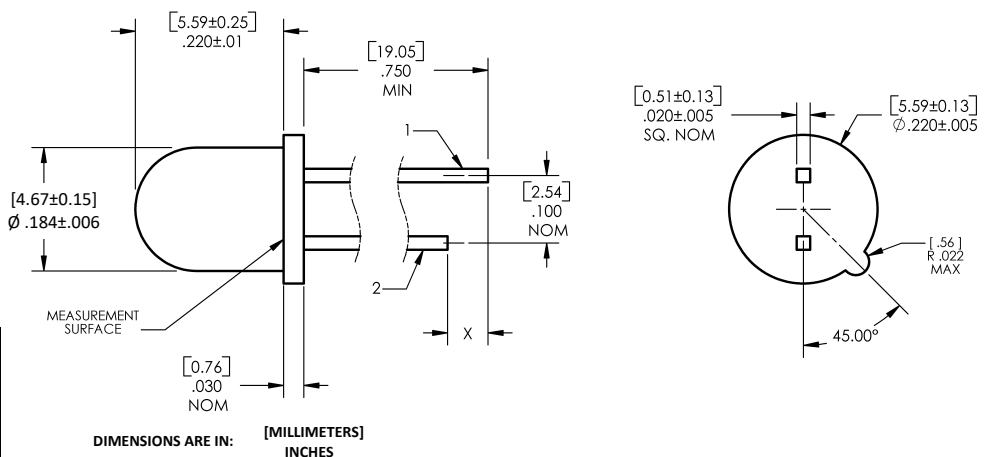 [5.59±0.25]
.220±.01
[19.05]
.750
MIN
1
[2.54]
.100
NOM
[4.67±0.15]
Ø .184±.006
2
MEASUREMENT
SURFACE
X
[0.76]
.030
NOM
[0.51±0.13]
.020±.005
SQ. NOM
[5.59±0.13]
Ø.220±.005
[.56]
R .022
MAX
45.00°
DIMENSIONS ARE IN: [MILLIMETERS]
INCHES